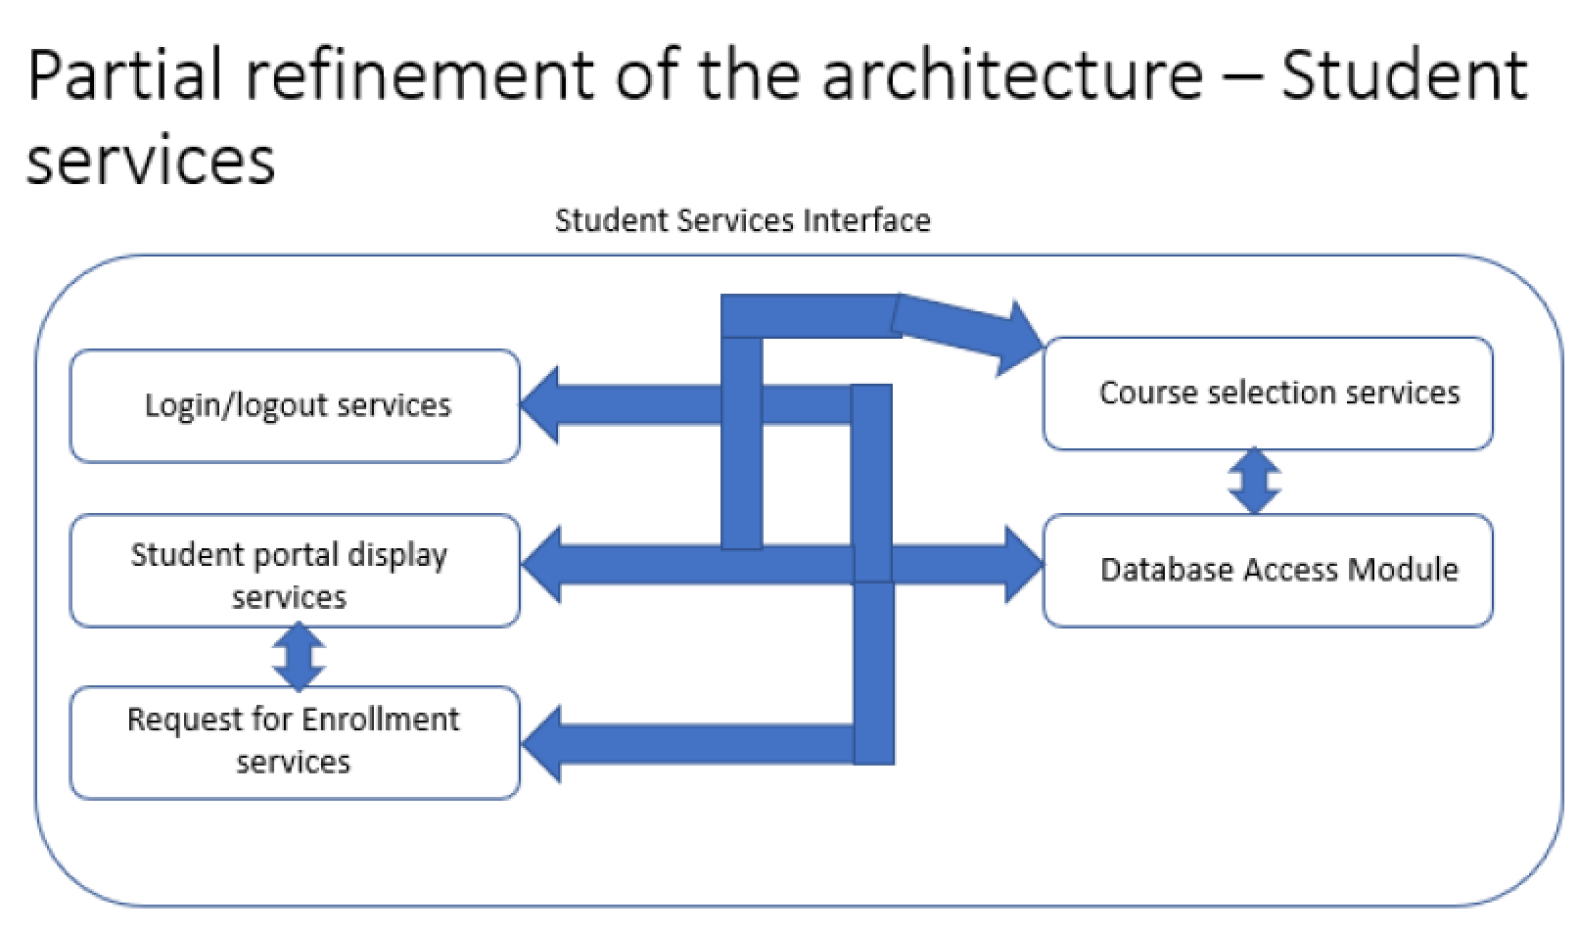 Partial refinement of the architecture – Student
services
Student Services Interface
Login/logout services
Course selection services
Student portal display
services
Database Access Module
Request for Enrollment
services